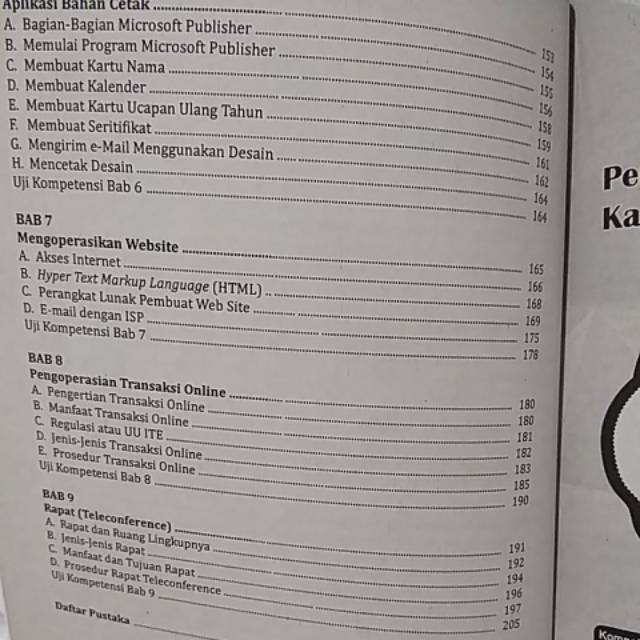 Aplikasi Bahan Cetak ........ 153
A. Bagian-Bagian Microsoft Publisher ........ 154
B. Memulai Program Microsoft Publisher ........ 155
C. Membuat Kartu Nama ........ 156
D. Membuat Kalender ........ 158
E. Membuat Kartu Ucapan Ulang Tahun ........ 159
F. Membuat Seritifikat ........ 161
G. Mengirim e-Mail Menggunakan Desain ........ 162
H. Mencetak Desain ........ 164
Uji Kompetensi Bab 6 ........ 164
BAB 7
Mengoperasikan Website ........ 165
A. Akses Internet ........ 166
B. Hyper Text Markup Language (HTML) ........ 168
C. Perangkat Lunak Pembuat Web Site ........ 169
D. E-mail dengan ISP ........ 175
Uji Kompetensi Bab 7 ........ 178
BAB 8
Pengoperasian Transaksi Online ........ 180
A. Pengertian Transaksi Online ........ 180
B. Manfaat Transaksi Online ........ 181
C. Regulasi atau UU ITE ........ 182
D. Jenis-Jenis Transaksi Online ........ 183
E. Prosedur Transaksi Online ........ 185
Uji Kompetensi Bab 8 ........ 190
BAB 9
Rapat (Teleconference) ........ 191
A. Rapat dan Ruang Lingkupnya ........ 192
B. Jenis-Jenis Rapat ........ 194
C. Manfaat dan Tujuan Rapat ........ 196
D. Prosedur Rapat Teleconference ........ 197
Uji Kompetensi Bab 9 ........ 205
Daftar Pustaka ........
Pe
Ka
Komp